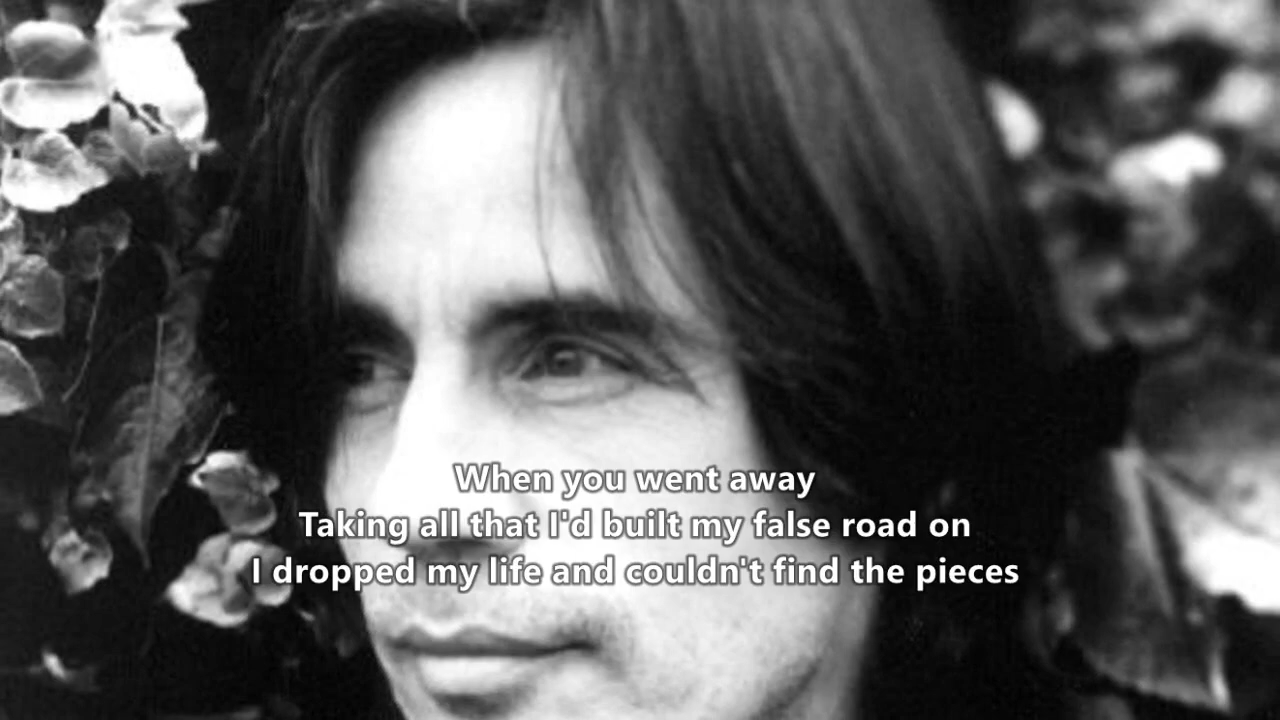 When you went away
Taking all that I'd built my false road on
I dropped my life and couldn't find the pieces